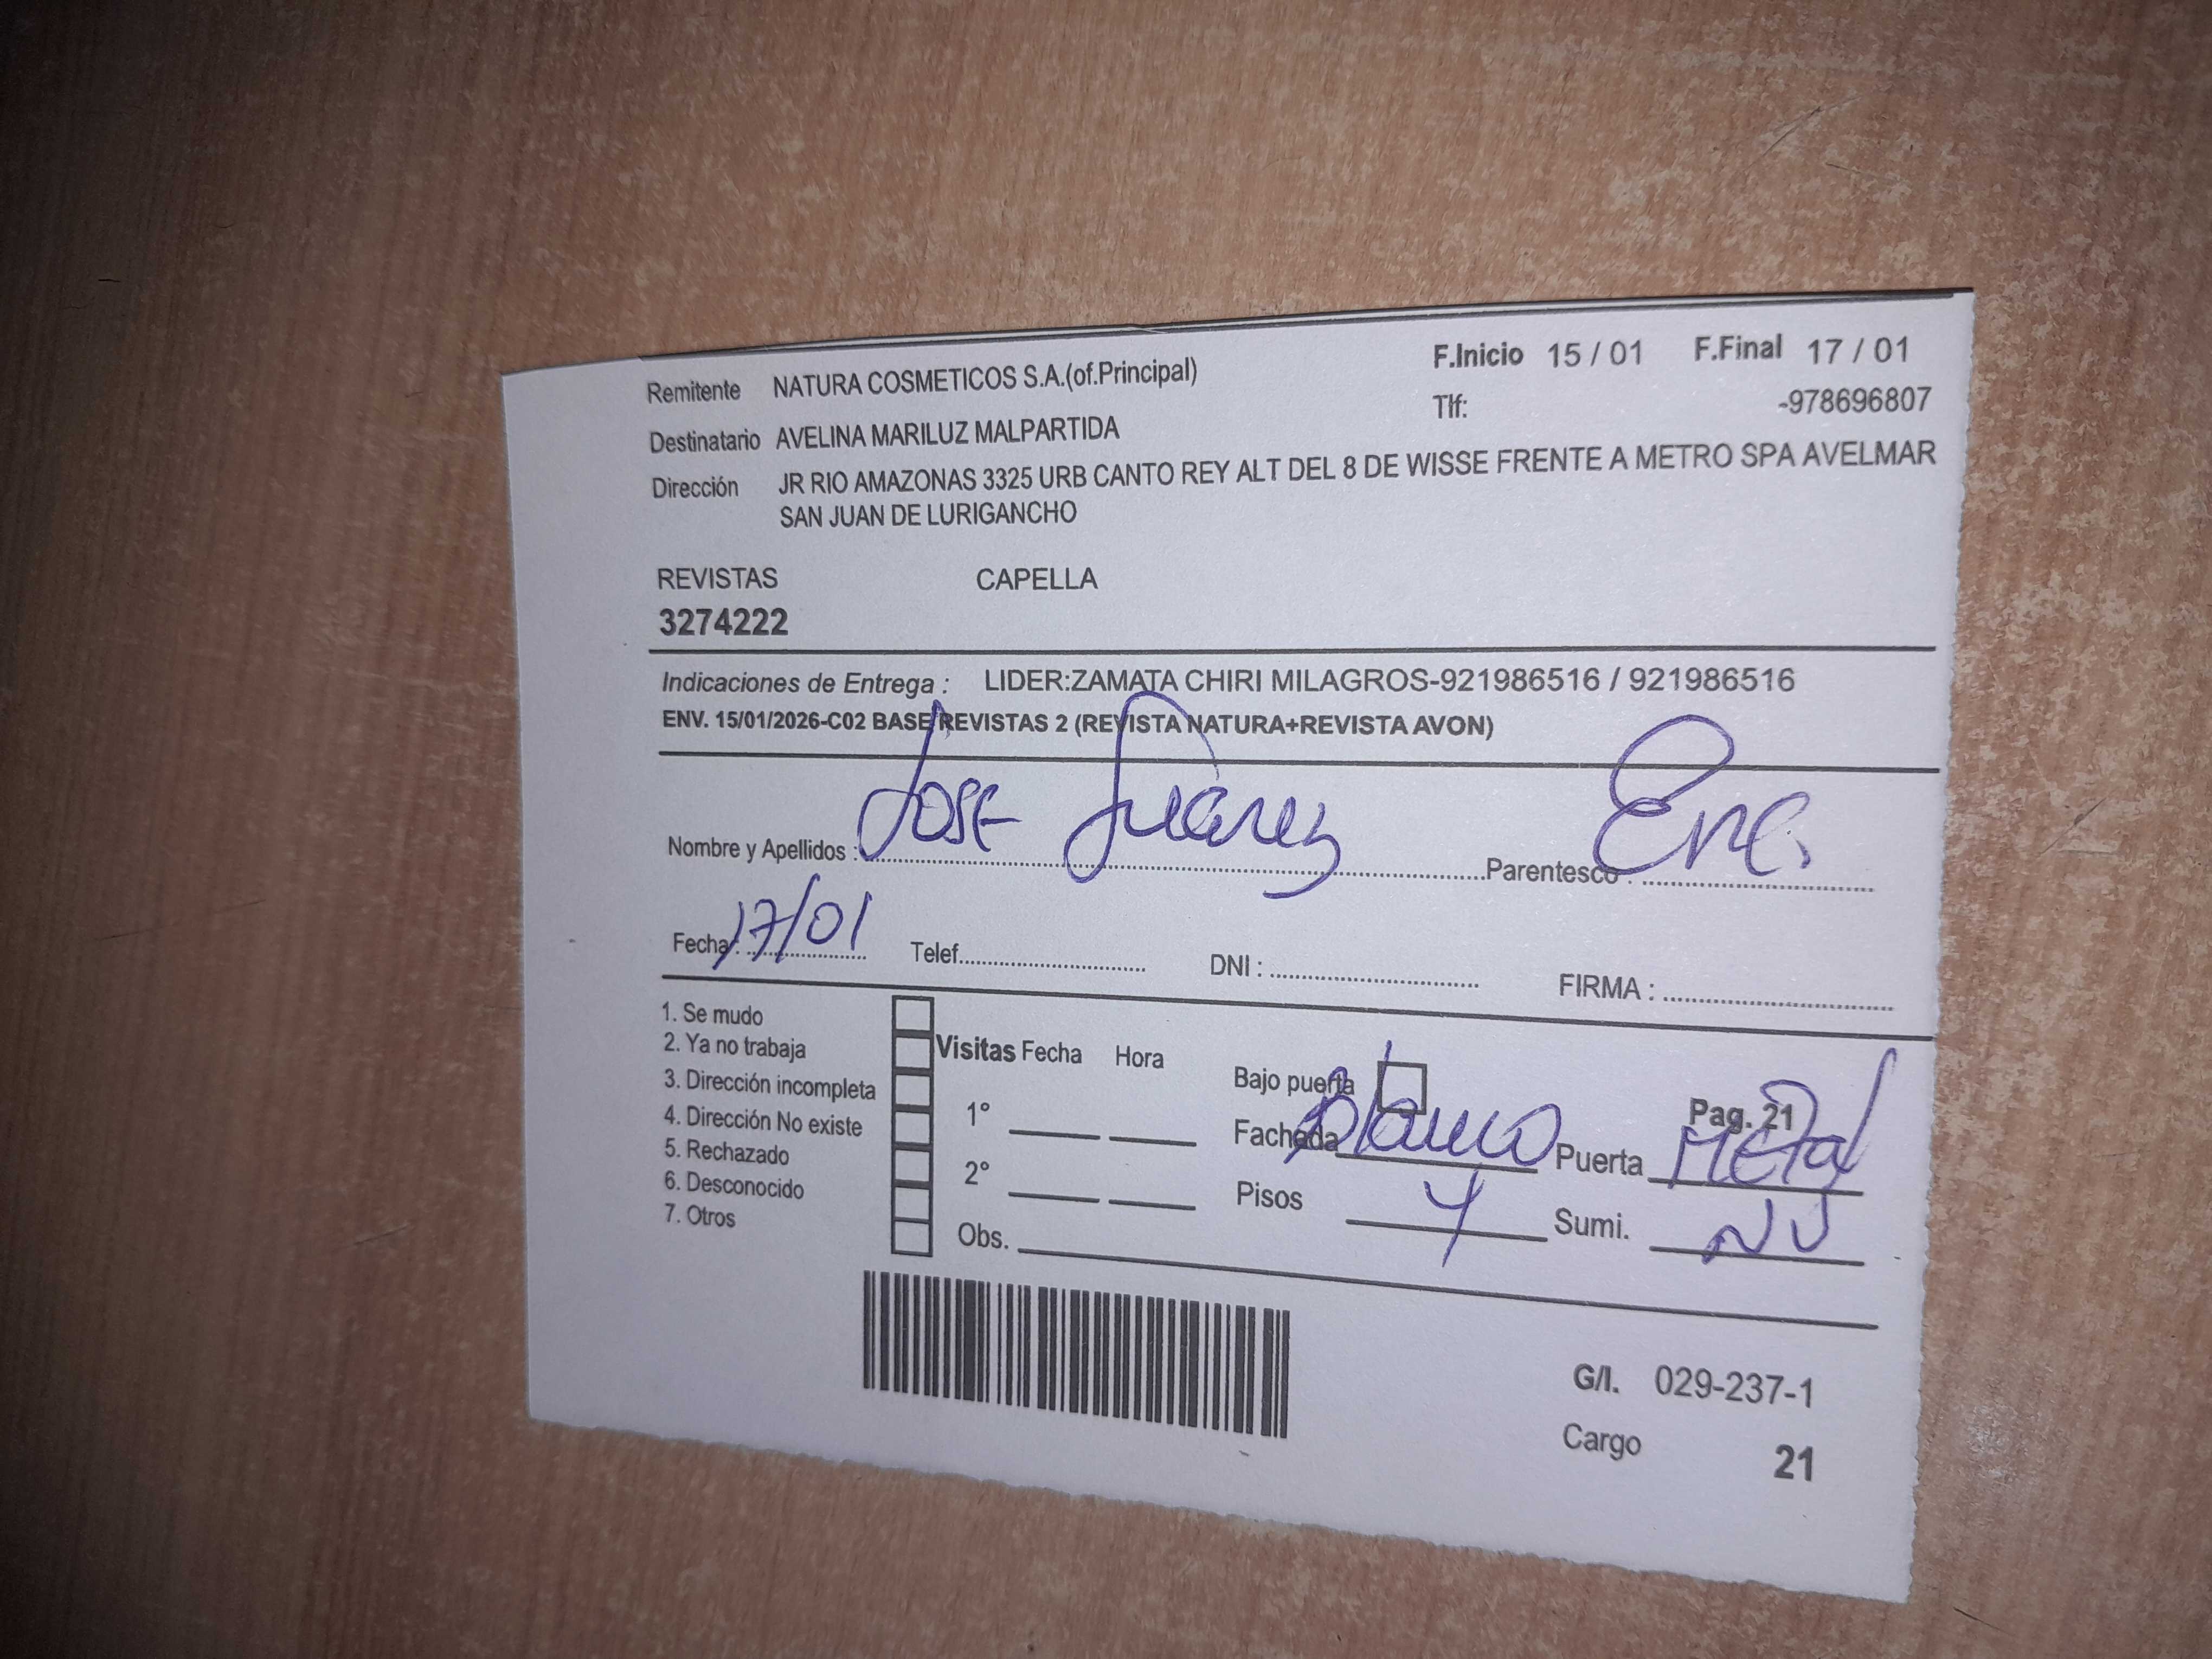 Remitente NATURA COSMETICOS S.A.(of.Principal) F.Inicio 15 / 01 F.Final 17 / 01
Destinatario AVELINA MARILUZ MALPARTIDA Tlf: -978696807
Dirección JR RIO AMAZONAS 3325 URB CANTO REY ALT DEL 8 DE WISSE FRENTE A METRO SPA AVELMAR
SAN JUAN DE LURIGANCHO
REVISTAS CAPELLA
3274222
Indicaciones de Entrega : LIDER:ZAMATA CHIRI MILAGROS-921986516 / 921986516
ENV. 15/01/2026-C02 BASE REVISTAS 2 (REVISTA NATURA+REVISTA AVON)
Nombre y Apellidos : Jose Suárez Parentesco : Enc.
Fecha : 17/01 Telef. DNI : FIRMA :
1. Se mudo
2. Ya no trabaja Visitas Fecha Hora Bajo puerta
3. Dirección incompleta 1° Fachada blanco Puerta Metal Pag. 21
4. Dirección No existe
5. Rechazado 2° Pisos 4 Sumi.
6. Desconocido
7. Otros Obs.
G/I. 029-237-1
Cargo 21